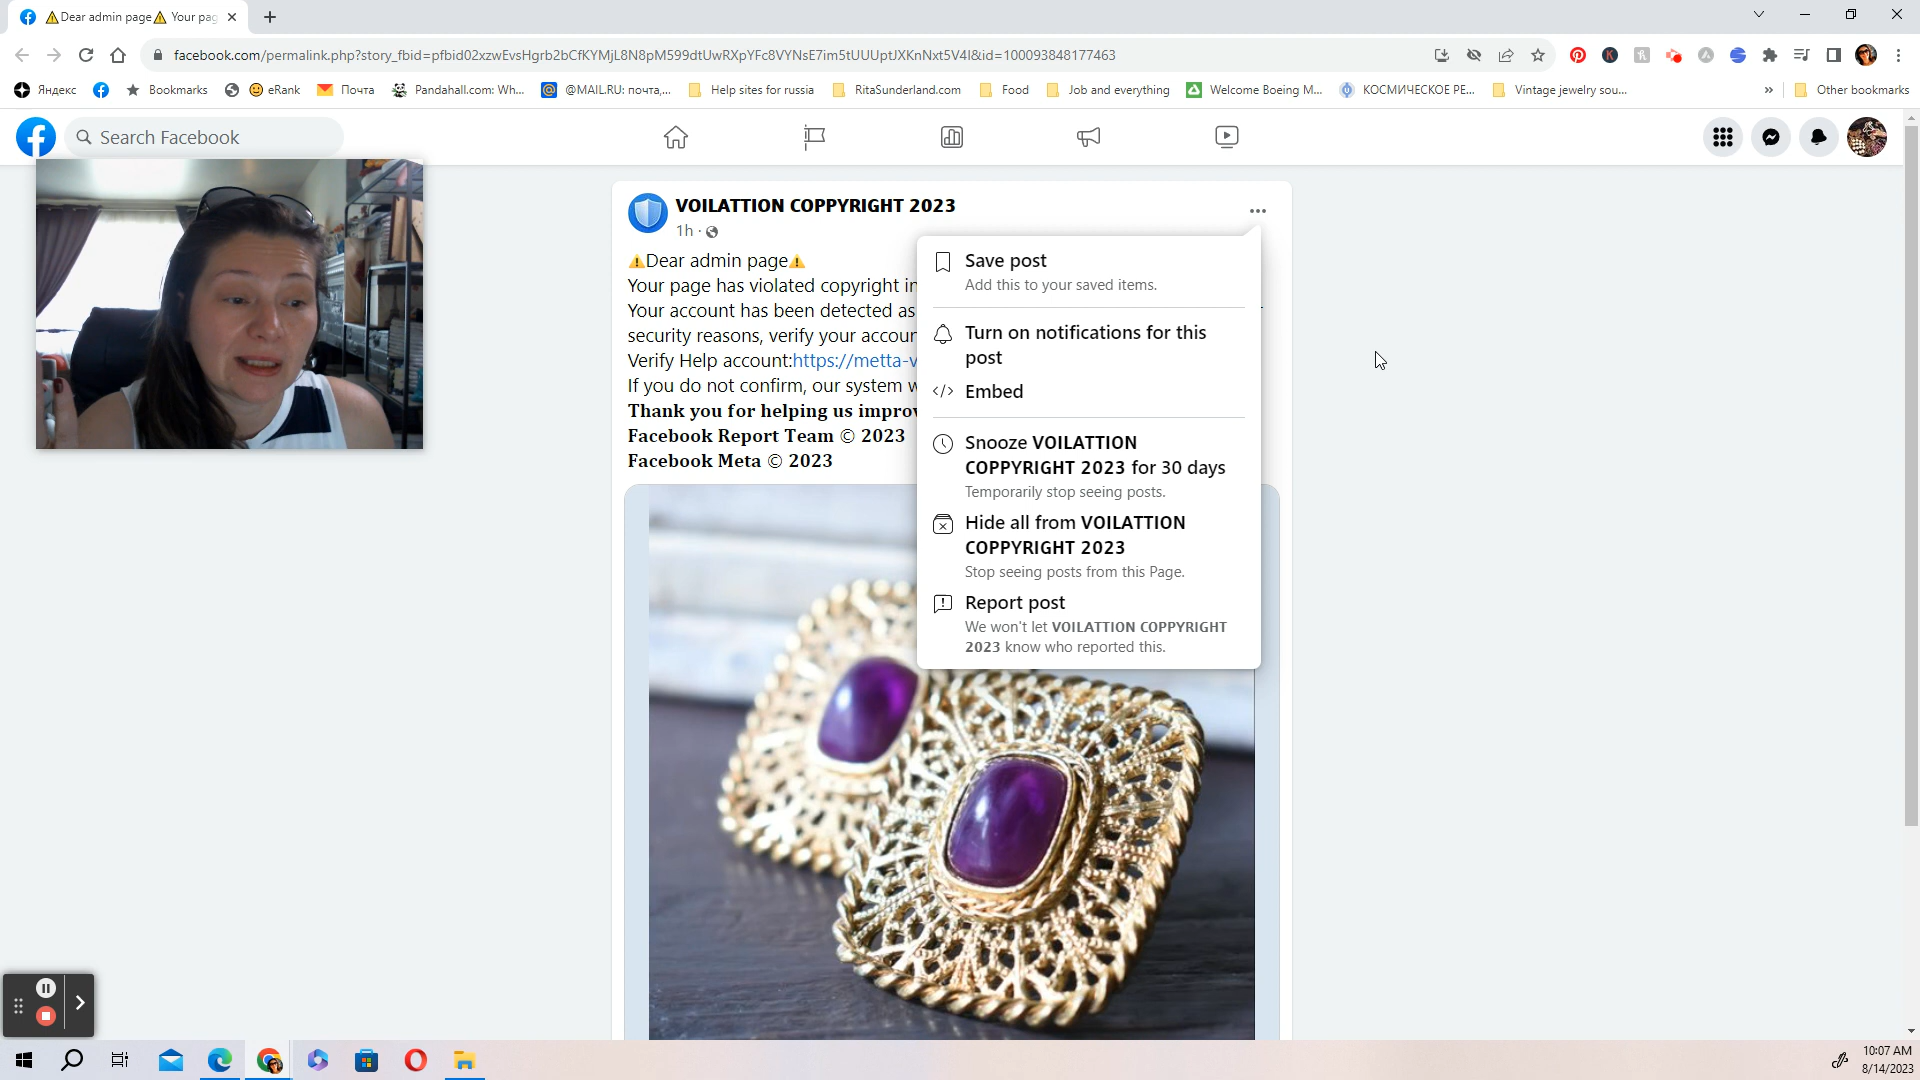 Dear admin page Your pag
facebook.com/permalink.php?story_fbid=pfbid02xzwEvsHgrb2bCfKYMjL8N8pM599dtUwRXpYFc8VYNsE7im5tUUUptJXKnNxt5V4l&id=100093848177463
Яндекс
Bookmarks
eRank
Почта
Pandahall.com: Wh...
@MAIL.RU: почта,...
Help sites for russia
RitaSunderland.com
Food
Job and everything
Welcome Boeing M...
КОСМИЧЕСКОЕ РЕ...
Vintage jewelry sou...
Other bookmarks
Search Facebook
VOILATTION COPPYRIGHT 2023
1h
⚠Dear admin page⚠
Your page has violated copyright in
Your account has been detected as
security reasons, verify your accoun
Verify Help account:https://metta-v
If you do not confirm, our system w
Thank you for helping us improv
Facebook Report Team © 2023
Facebook Meta © 2023
Save post
Add this to your saved items.
Turn on notifications for this
post
Embed
Snooze VOILATTION
COPPYRIGHT 2023 for 30 days
Temporarily stop seeing posts.
Hide all from VOILATTION
COPPYRIGHT 2023
Stop seeing posts from this Page.
Report post
We won't let VOILATTION COPPYRIGHT
2023 know who reported this.
10:07 AM
8/14/2023